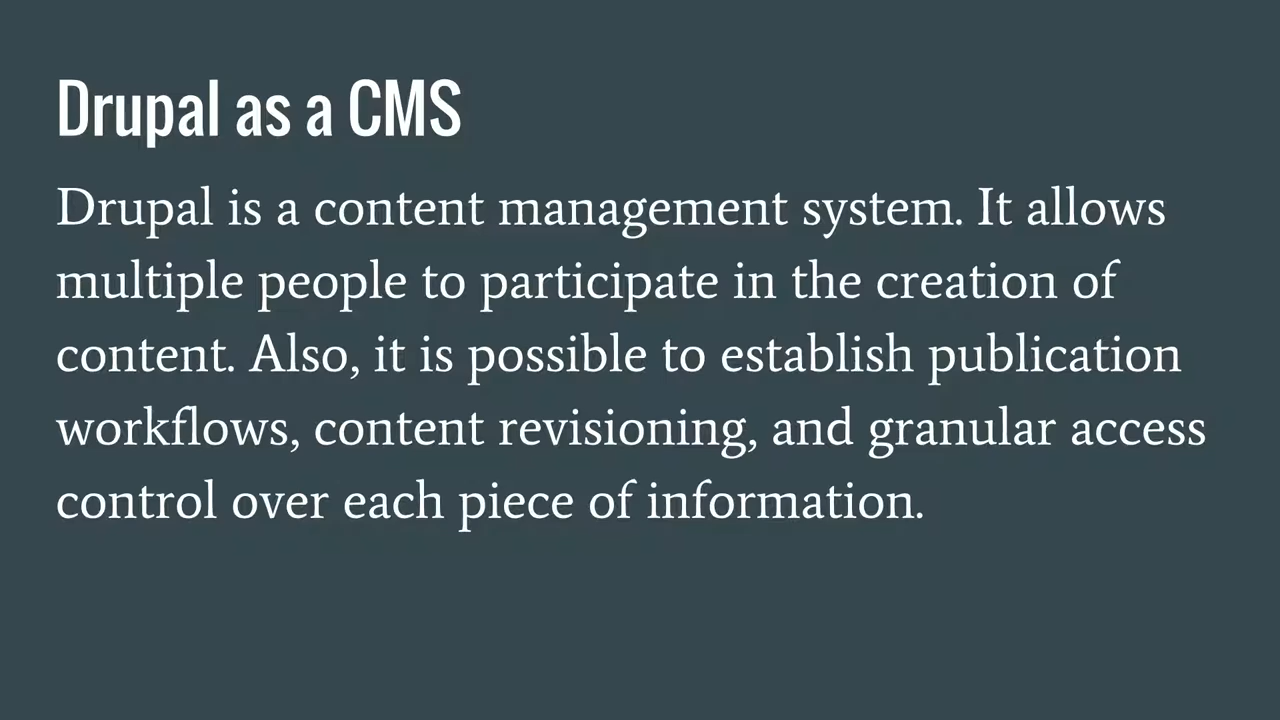 Drupal as a CMS
Drupal is a content management system. It allows
multiple people to participate in the creation of
content. Also, it is possible to establish publication
workflows, content revisioning, and granular access
control over each piece of information.